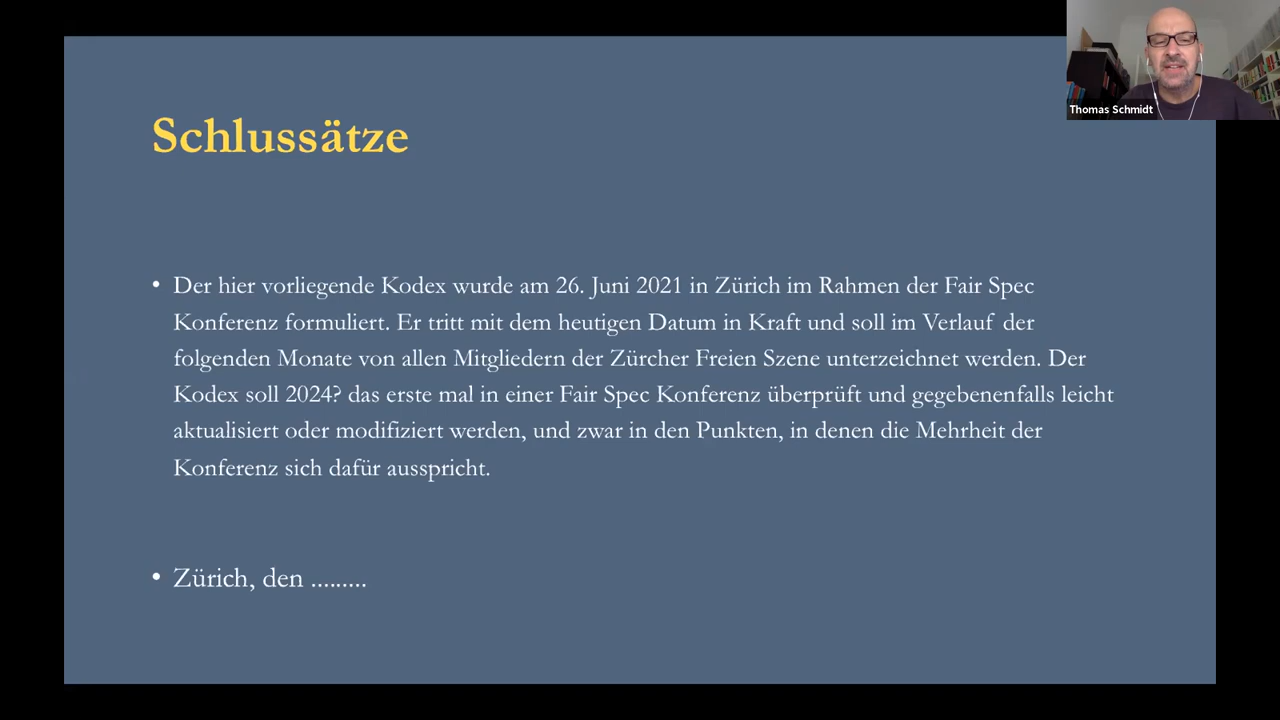 Thomas Schmidt
Schlussätze
• Der hier vorliegende Kodex wurde am 26. Juni 2021 in Zürich im Rahmen der Fair Spec
Konferenz formuliert. Er tritt mit dem heutigen Datum in Kraft und soll im Verlauf der
folgenden Monate von allen Mitgliedern der Zürcher Freien Szene unterzeichnet werden. Der
Kodex soll 2024? das erste mal in einer Fair Spec Konferenz überprüft und gegebenenfalls leicht
aktualisiert oder modifiziert werden, und zwar in den Punkten, in denen die Mehrheit der
Konferenz sich dafür ausspricht.
• Zürich, den .........